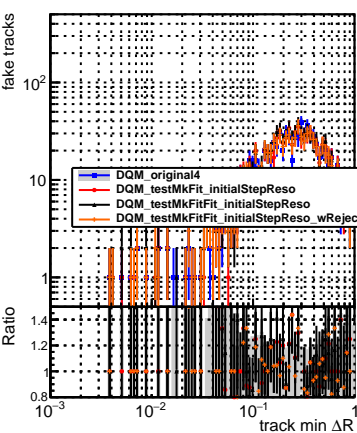 fake tracks
10²
10
1
DQM_original4
DQM_testMkFit_initialStepReso
DQM_testMkFitFit_initialStepReso
DQM_testMkFitFit_initialStepReso_wRejec
Ratio
1.4
1.2
1
0.8
10⁻³
10⁻²
10⁻¹
1
track min ΔR